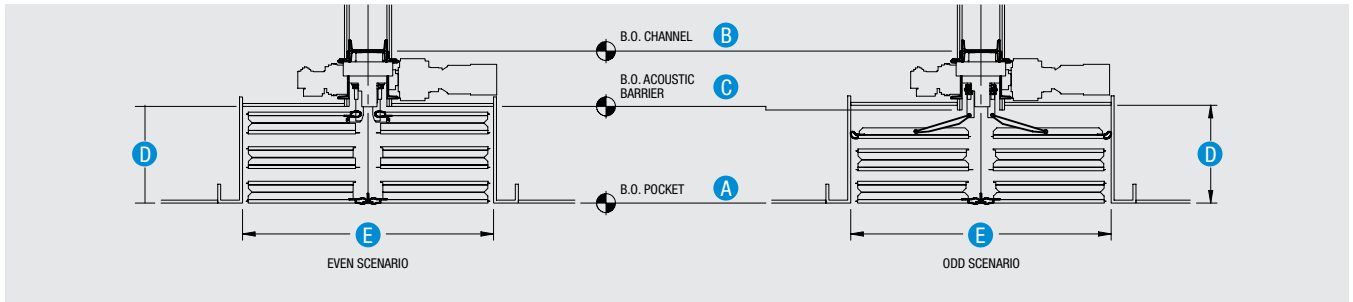 B.O. CHANNEL B
B.O. ACOUSTIC
BARRIER C
D
D
B.O. POCKET A
E
E
EVEN SCENARIO
ODD SCENARIO